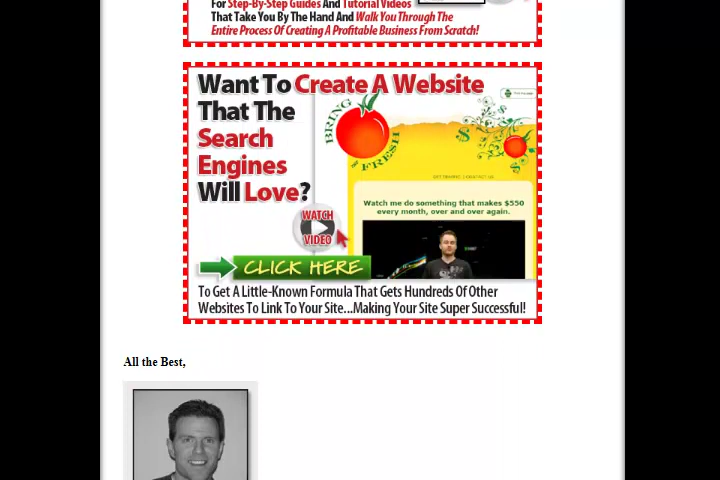 For Step-By-Step Guides And Tutorial Videos
That Take You By The Hand And Walk You Through The
Entire Process Of Creating A Profitable Business From Scratch!
Want To Create A Website
That The
Search
Engines
Will Love?
BRING
THE FRESH
Watch me do something that makes $550
every month, over and over again.
WATCH
VIDEO
CLICK HERE
To Get A Little-Known Formula That Gets Hundreds Of Other
Websites To Link To Your Site...Making Your Site Super Successful!
All the Best,